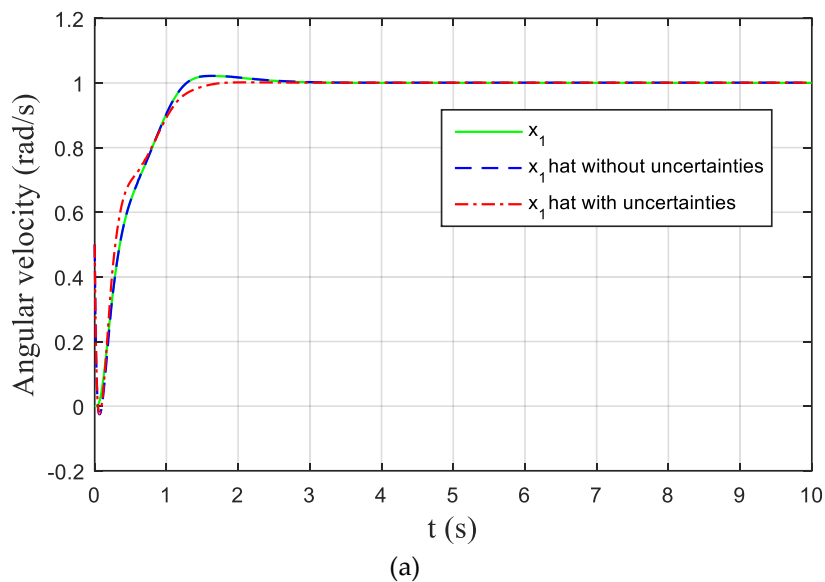 1.2
1
0.8
0.6
0.4
0.2
0
-0.2
Angular velocity (rad/s)
x1
x1 hat without uncertainties
x1 hat with uncertainties
0 1 2 3 4 5 6 7 8 9 10
t (s)
(a)